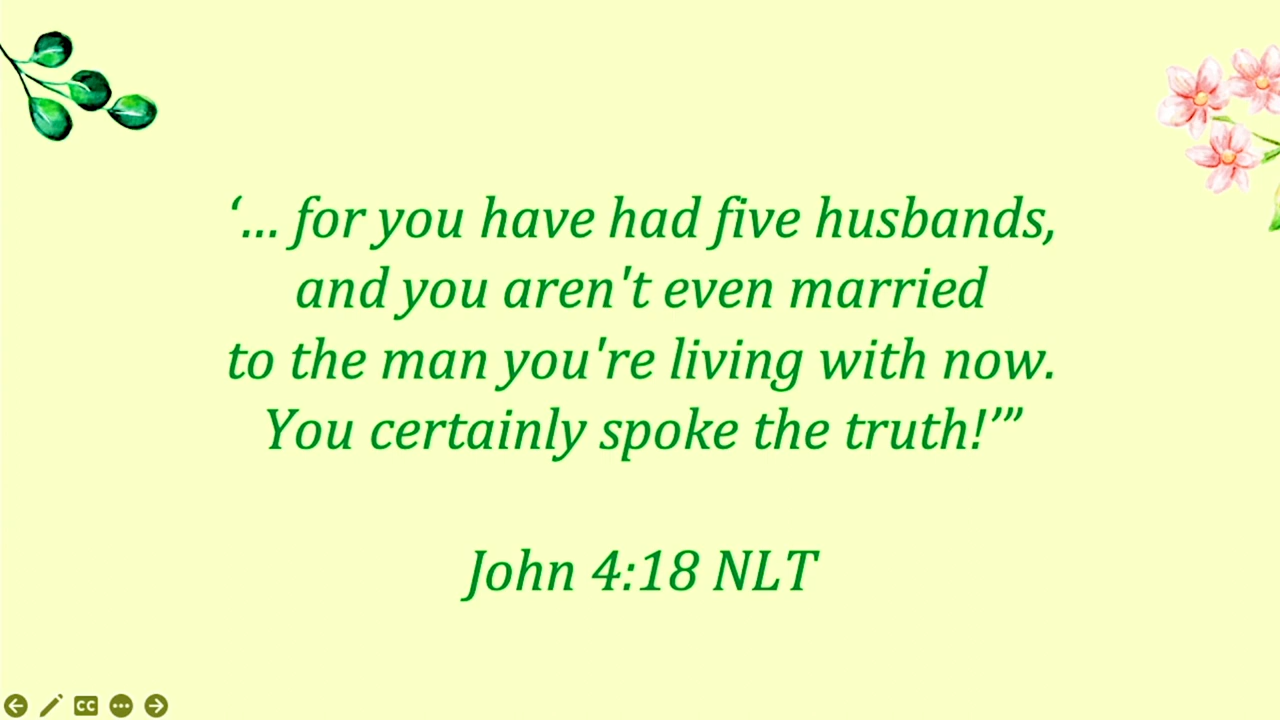 ‘... for you have had five husbands,
and you aren't even married
to the man you're living with now.
You certainly spoke the truth!’”
John 4:18 NLT
CC